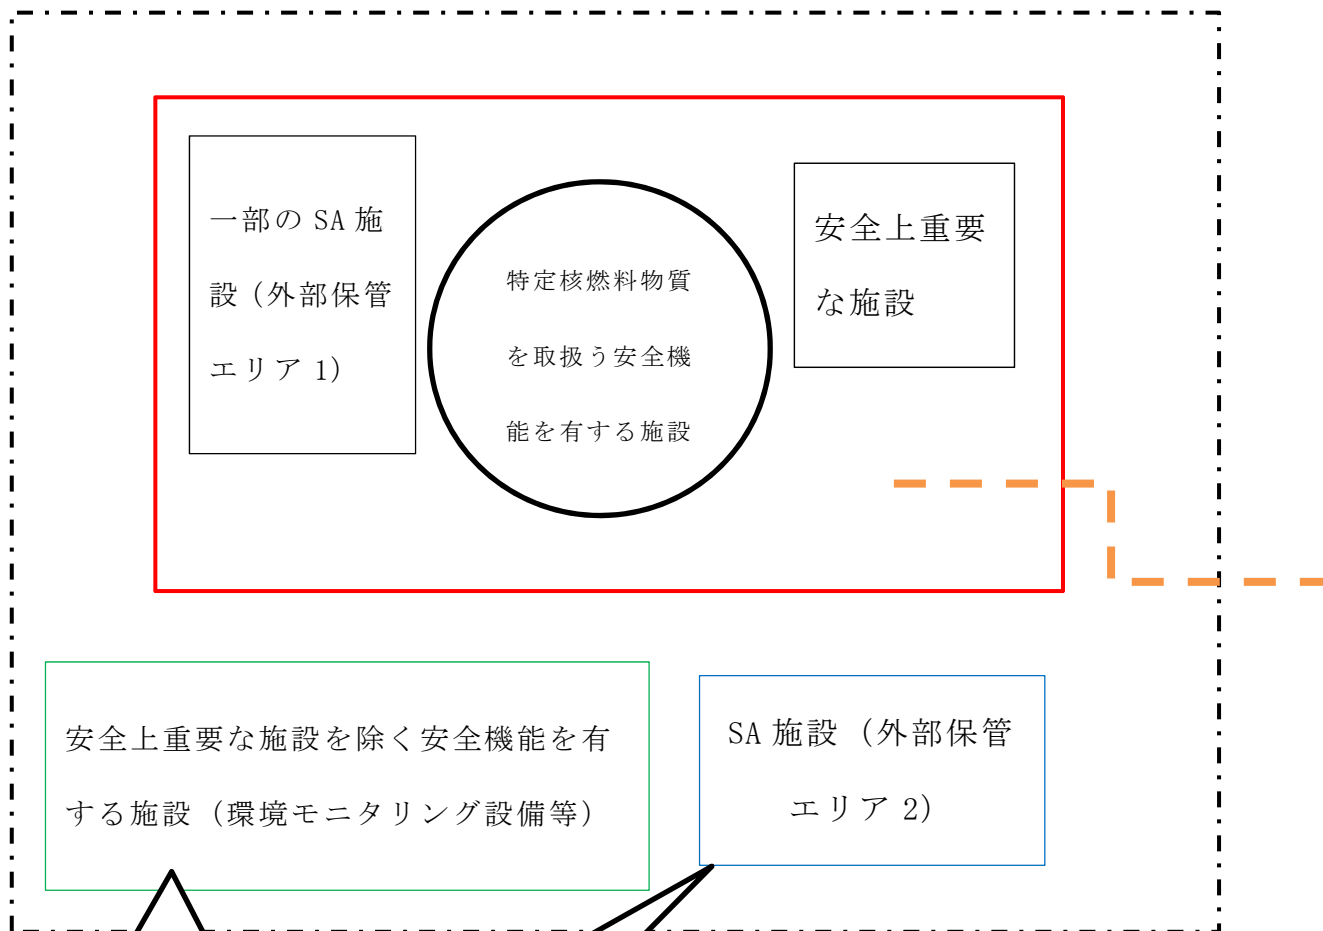 一部の SA 施
設（外部保管
エリア 1）
特定核燃料物質
を取扱う安全機
能を有する施設
安全上重要
な施設
安全上重要な施設を除く安全機能を有
する施設（環境モニタリング設備等）
SA 施設（外部保管
エリア 2）